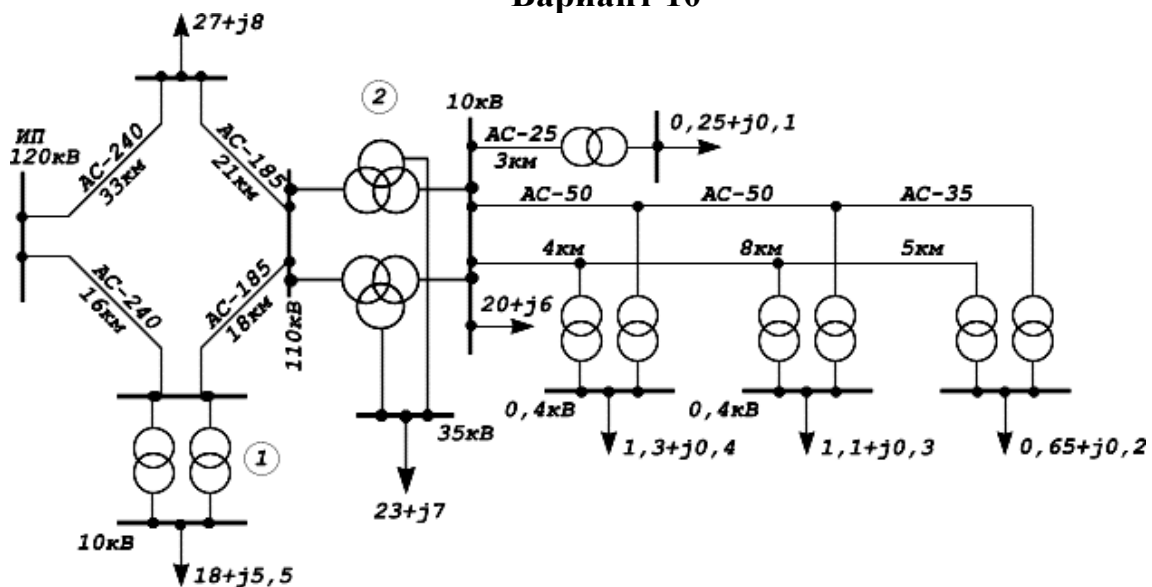 Вариант 10
27+j8
2
10кВ
АС-25
3км
0,25+j0,1
ИП
120кВ
АС-240
33км
АС-185
21км
АС-50
АС-50
АС-35
4км
8км
5км
АС-240
16км
АС-185
18км
110кВ
20+j6
35кВ
0,4кВ
0,4кВ
1
1,3+j0,4
1,1+j0,3
0,65+j0,2
23+j7
10кВ
18+j5,5